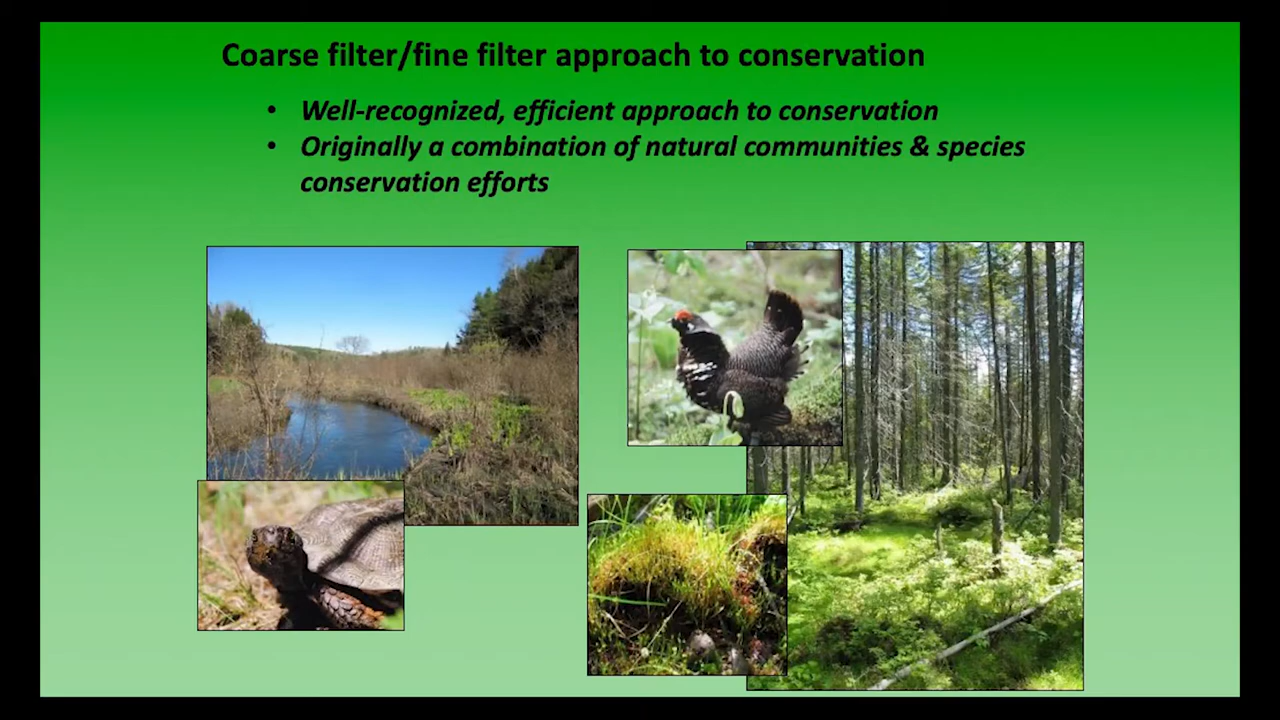 Coarse filter/fine filter approach to conservation
• Well-recognized, efficient approach to conservation
• Originally a combination of natural communities & species
conservation efforts